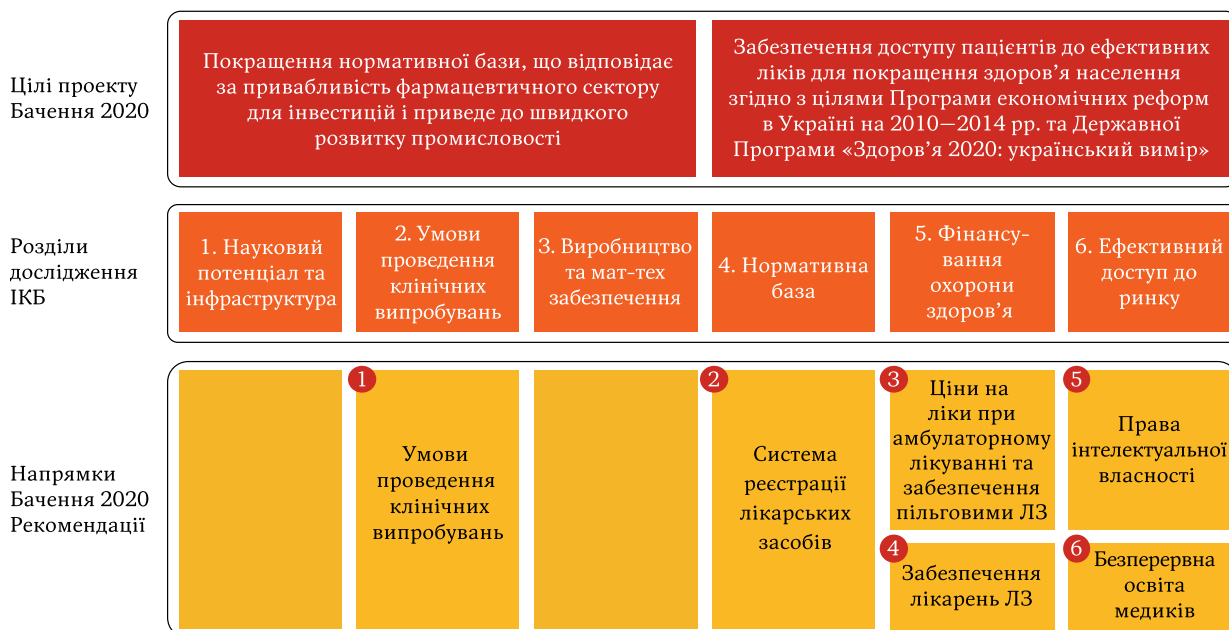 Цілі проекту
Бачення 2020
Покращення нормативної бази, що відповідає
за привабливість фармацевтичного сектору
для інвестицій і приведе до швидкого
розвитку промисловості
Забезпечення доступу пацієнтів до ефективних
ліків для покращення здоров’я населення
згідно з цілями Програми економічних реформ
в Україні на 2010—2014 рр. та Державної
Програми «Здоров’я 2020: український вимір»
Розділи
дослідження
ІКБ
1. Науковий
потенціал та
інфраструктура
2. Умови
проведення
клінічних
випробувань
3. Виробництво
та мат-тех
забезпечення
4. Нормативна
база
5. Фінансу-
вання
охорони
здоров’я
6. Ефективний
доступ до
ринку
Напрямки
Бачення 2020
Рекомендації
1
Умови
проведення
клінічних
випробувань
2
Система
реєстрації
лікарських
засобів
3
Ціни на
ліки при
амбулаторному
лікуванні та
забезпечення
пільговими ЛЗ
4
Забезпечення
лікарень ЛЗ
5
Права
інтелектуальної
власності
6
Безперервна
освіта
медиків